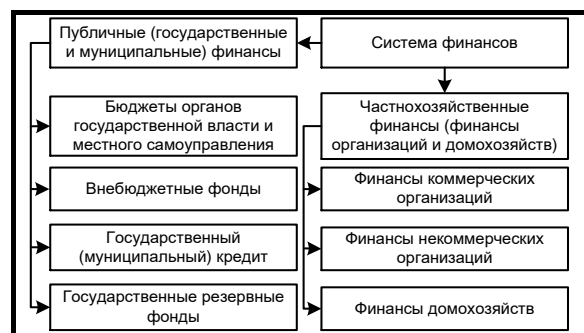 Публичные (государственные
и муниципальные) финансы
Система финансов
Бюджеты органов
государственной власти и
местного самоуправления
Частнохозяйственные
финансы (финансы
организаций и домохозяйств)
Внебюджетные фонды
Финансы коммерческих
организаций
Государственный
(муниципальный) кредит
Финансы некоммерческих
организаций
Государственные резервные
фонды
Финансы домохозяйств